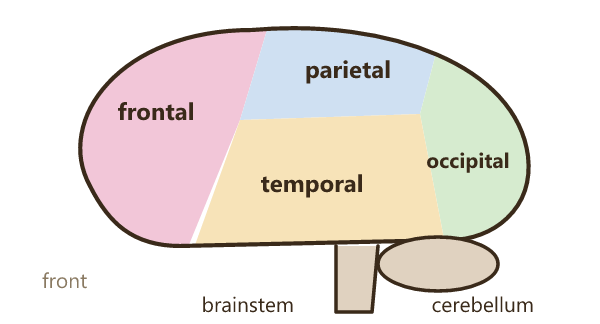 parietal
frontal
occipital
temporal
front
brainstem
cerebellum